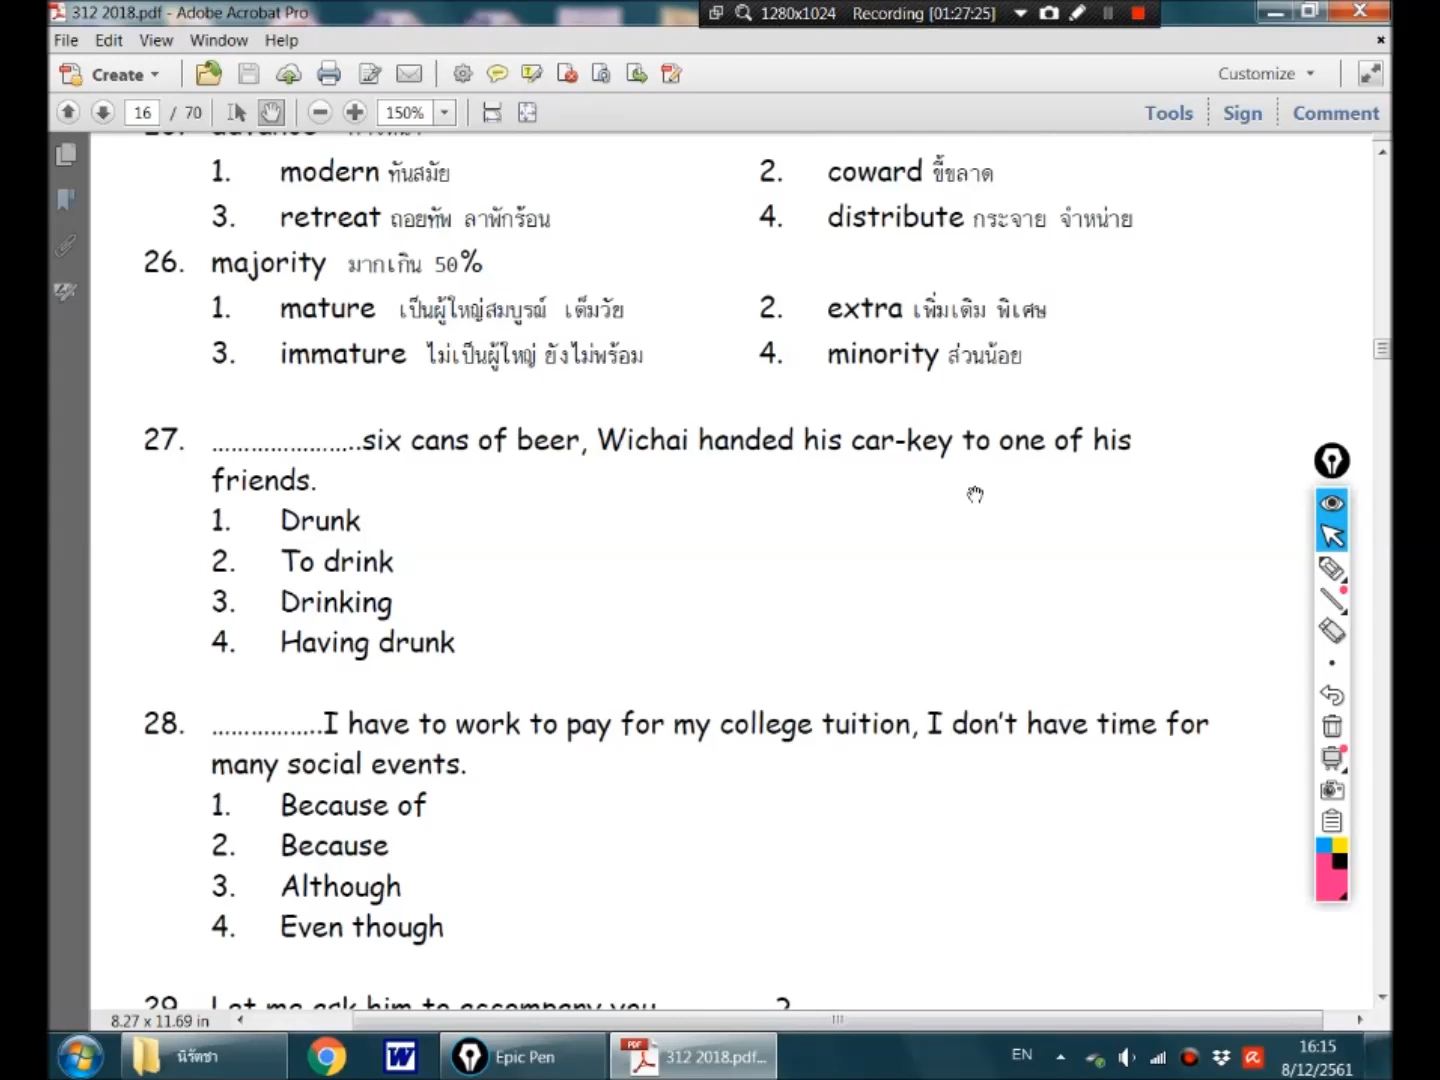 312 2018.pdf - Adobe Acrobat Pro
1280x1024 Recording [01:27:25]
File Edit View Window Help
Create Customize
16 / 70 150% Tools Sign Comment
1. modern ทันสมัย 2. coward ขี้ขลาด
3. retreat ถอยทัพ ลาพักร้อน 4. distribute กระจาย จำหน่าย
26. majority มากเกิน 50%
1. mature เป็นผู้ใหญ่สมบูรณ์ เต็มวัย 2. extra เพิ่มเติม พิเศษ
3. immature ไม่เป็นผู้ใหญ่ ยังไม่พร้อม 4. minority ส่วนน้อย
27. ........................six cans of beer, Wichai handed his car-key to one of his
friends.
1. Drunk
2. To drink
3. Drinking
4. Having drunk
28. ..................I have to work to pay for my college tuition, I don't have time for
many social events.
1. Because of
2. Because
3. Although
4. Even though
29. Let me ask him to accompany you ?
8.27 x 11.69 in
นิรัตชา Epic Pen 312 2018.pdf... EN 16:15
8/12/2561